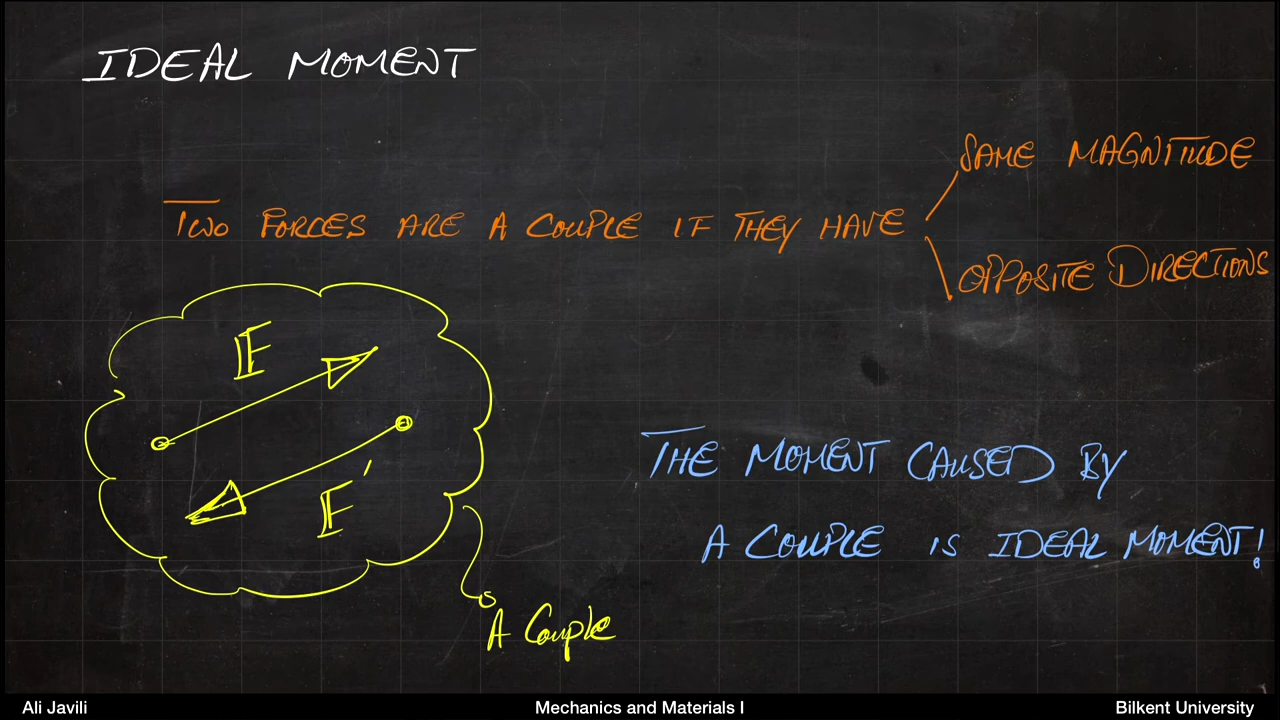 IDEAL MOMENT
SAME MAGNITUDE
TWO FORCES ARE A COUPLE IF THEY HAVE
OPPOSITE DIRECTIONS
F
F'
THE MOMENT CAUSED BY
A COUPLE IS IDEAL MOMENT!
A Couple
Ali Javili
Mechanics and Materials I
Bilkent University